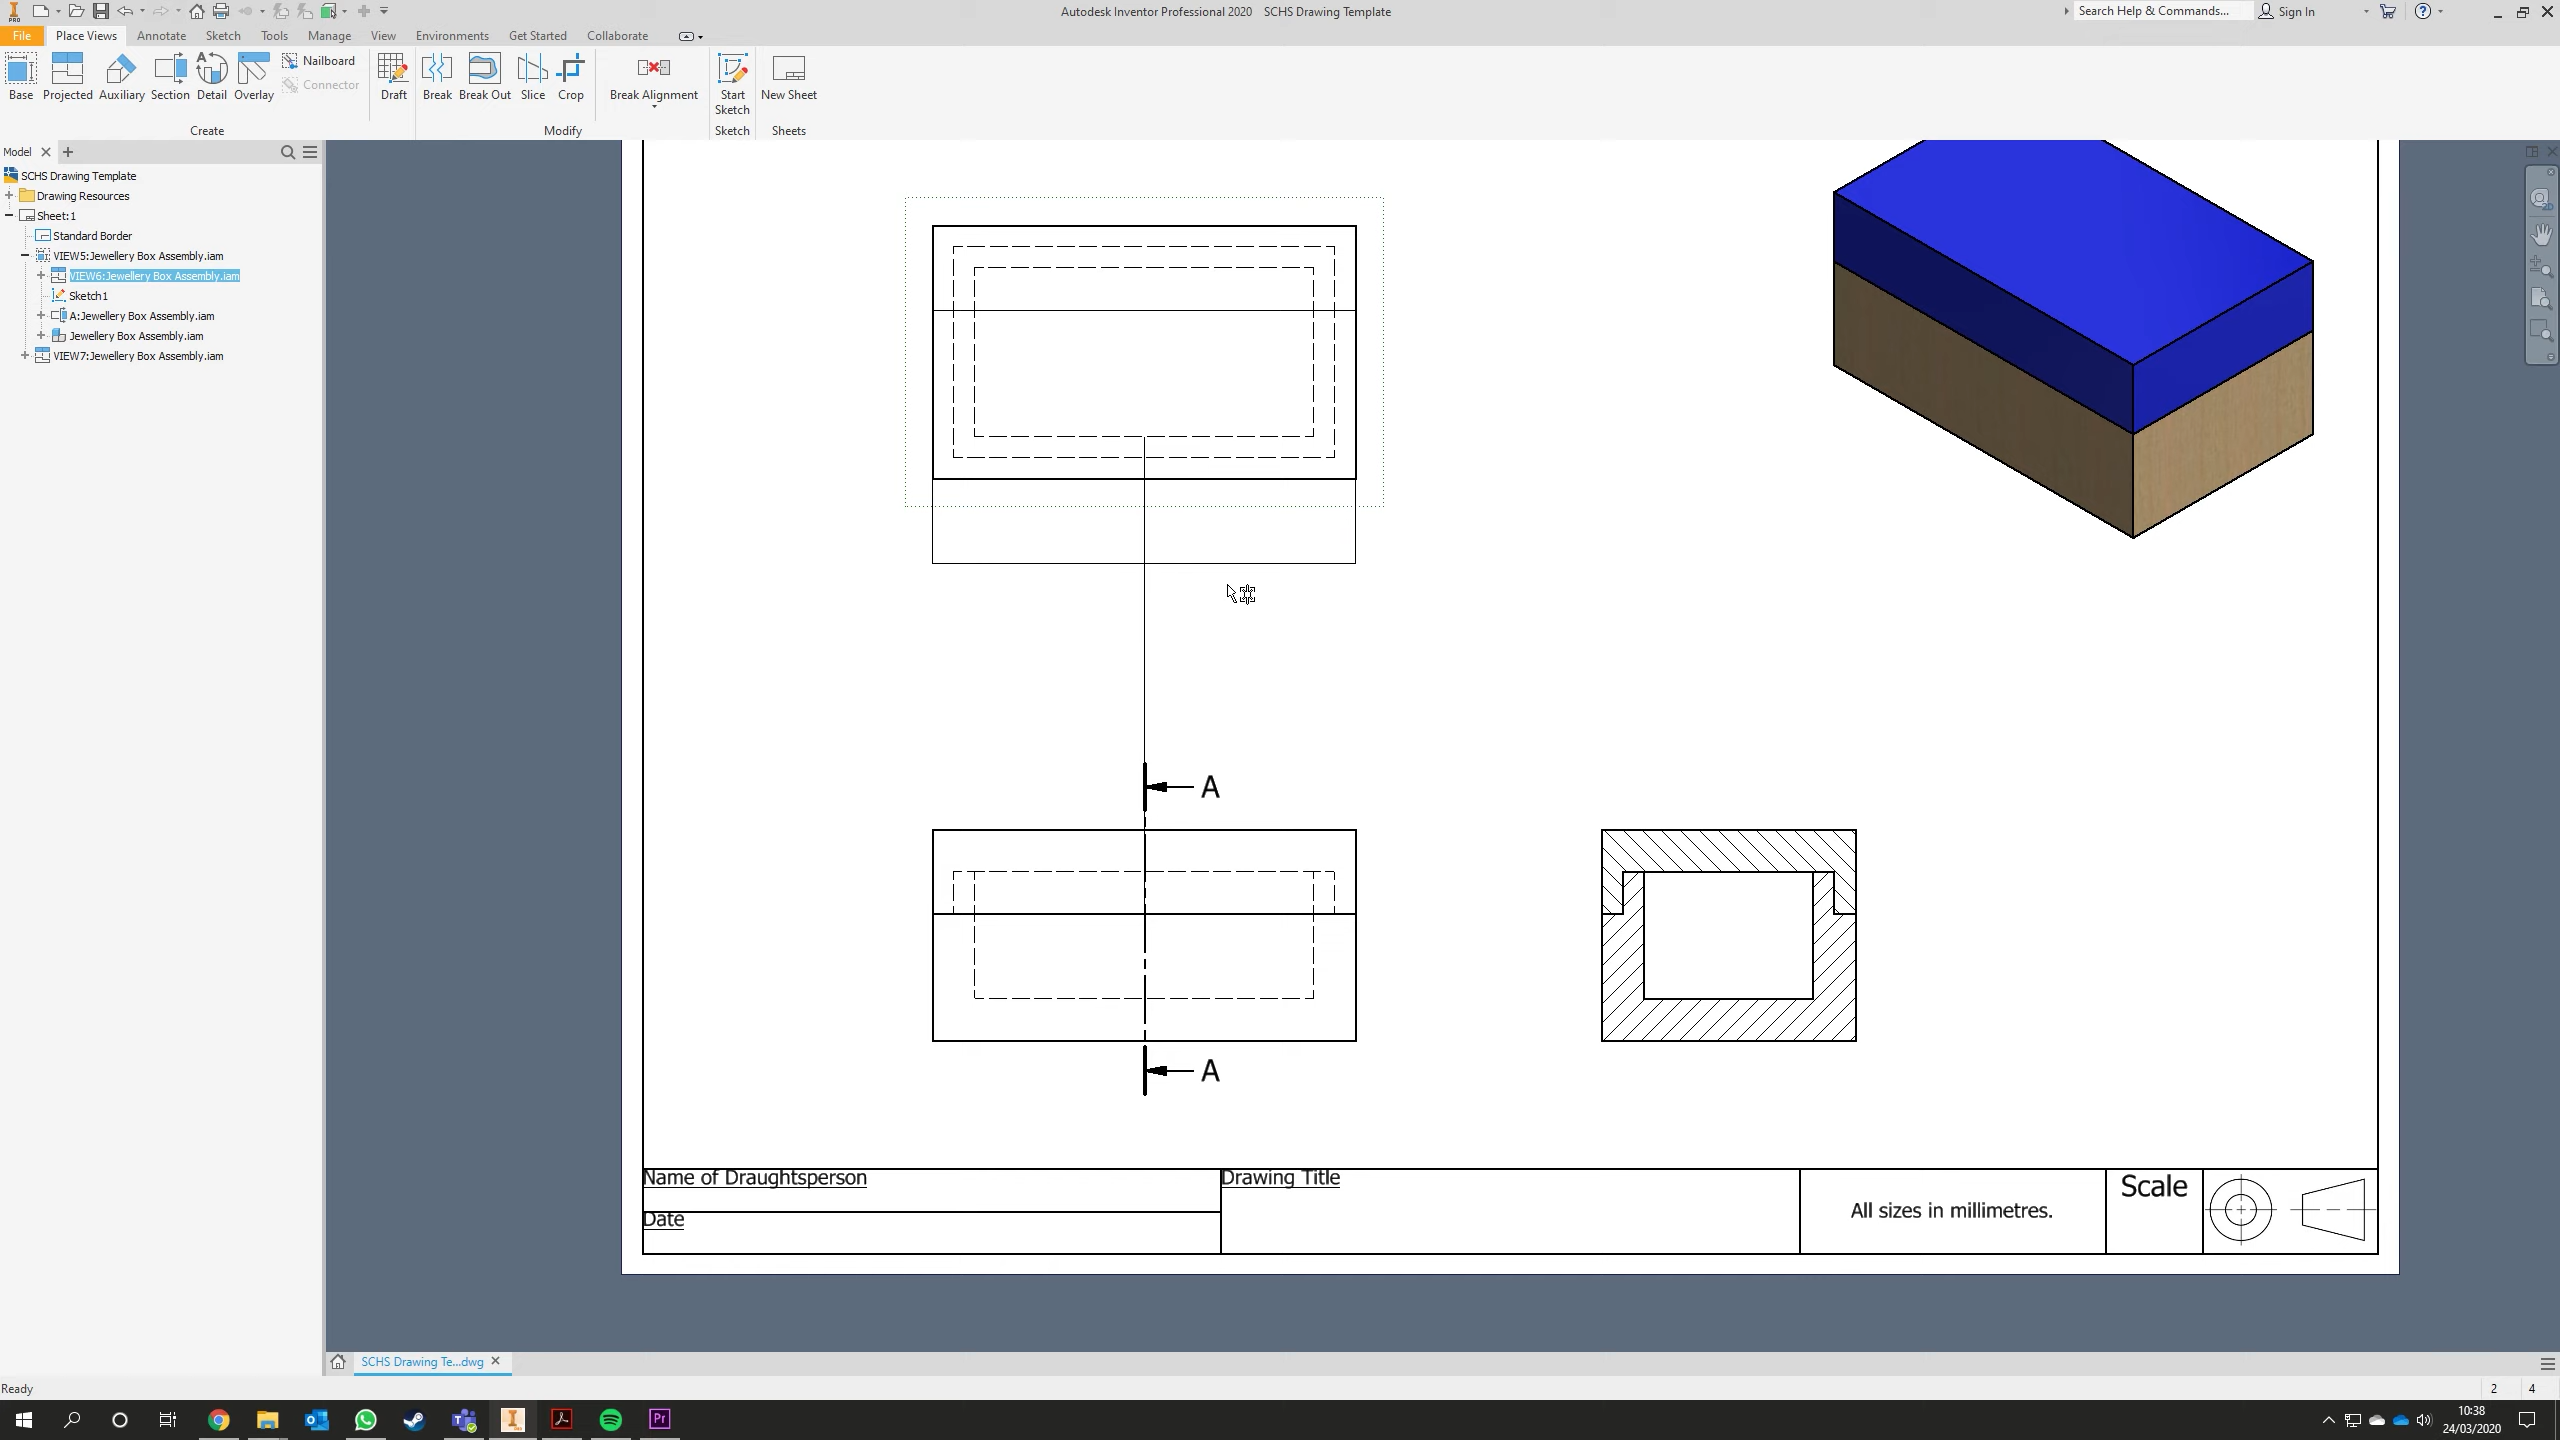 PRO
Autodesk Inventor Professional 2020 SCHS Drawing Template
Search Help & Commands...
Sign In
File
Place Views
Annotate
Sketch
Tools
Manage
View
Environments
Get Started
Collaborate
Base
Projected
Auxiliary
Section
Detail
Overlay
Nailboard
Connector
Draft
Break
Break Out
Slice
Crop
Break Alignment
Start
Sketch
New Sheet
Create
Modify
Sketch
Sheets
Model
SCHS Drawing Template
Drawing Resources
Sheet:1
Standard Border
VIEW5:Jewellery Box Assembly.iam
VIEW6:Jewellery Box Assembly.iam
Sketch1
A:Jewellery Box Assembly.iam
Jewellery Box Assembly.iam
VIEW7:Jewellery Box Assembly.iam
A
A
Name of Draughtsperson
Date
Drawing Title
All sizes in millimetres.
Scale
SCHS Drawing Te...dwg
Ready
2 4
10:38
24/03/2020